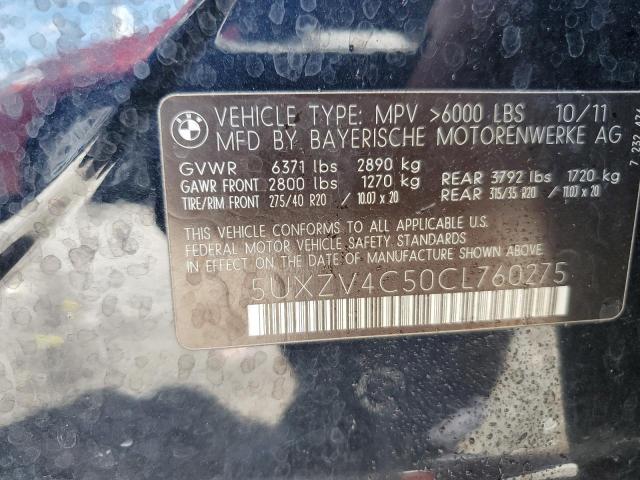 BMW
VEHICLE TYPE: MPV >6000 LBS 10/11
MFD BY BAYERISCHE MOTORENWERKE AG
GVWR 6371 lbs 2890 kg
GAWR FRONT 2800 lbs 1270 kg REAR 3792 lbs 1720 kg
TIRE/RIM FRONT 275/40 R20 / 10.0J x 20 REAR 315/35 R20 / 11.0J x 20
THIS VEHICLE CONFORMS TO ALL APPLICABLE U.S.
FEDERAL MOTOR VEHICLE SAFETY STANDARDS
IN EFFECT ON THE DATE OF MANUFACTURE SHOWN ABOVE.
5UXZV4C50CL760275